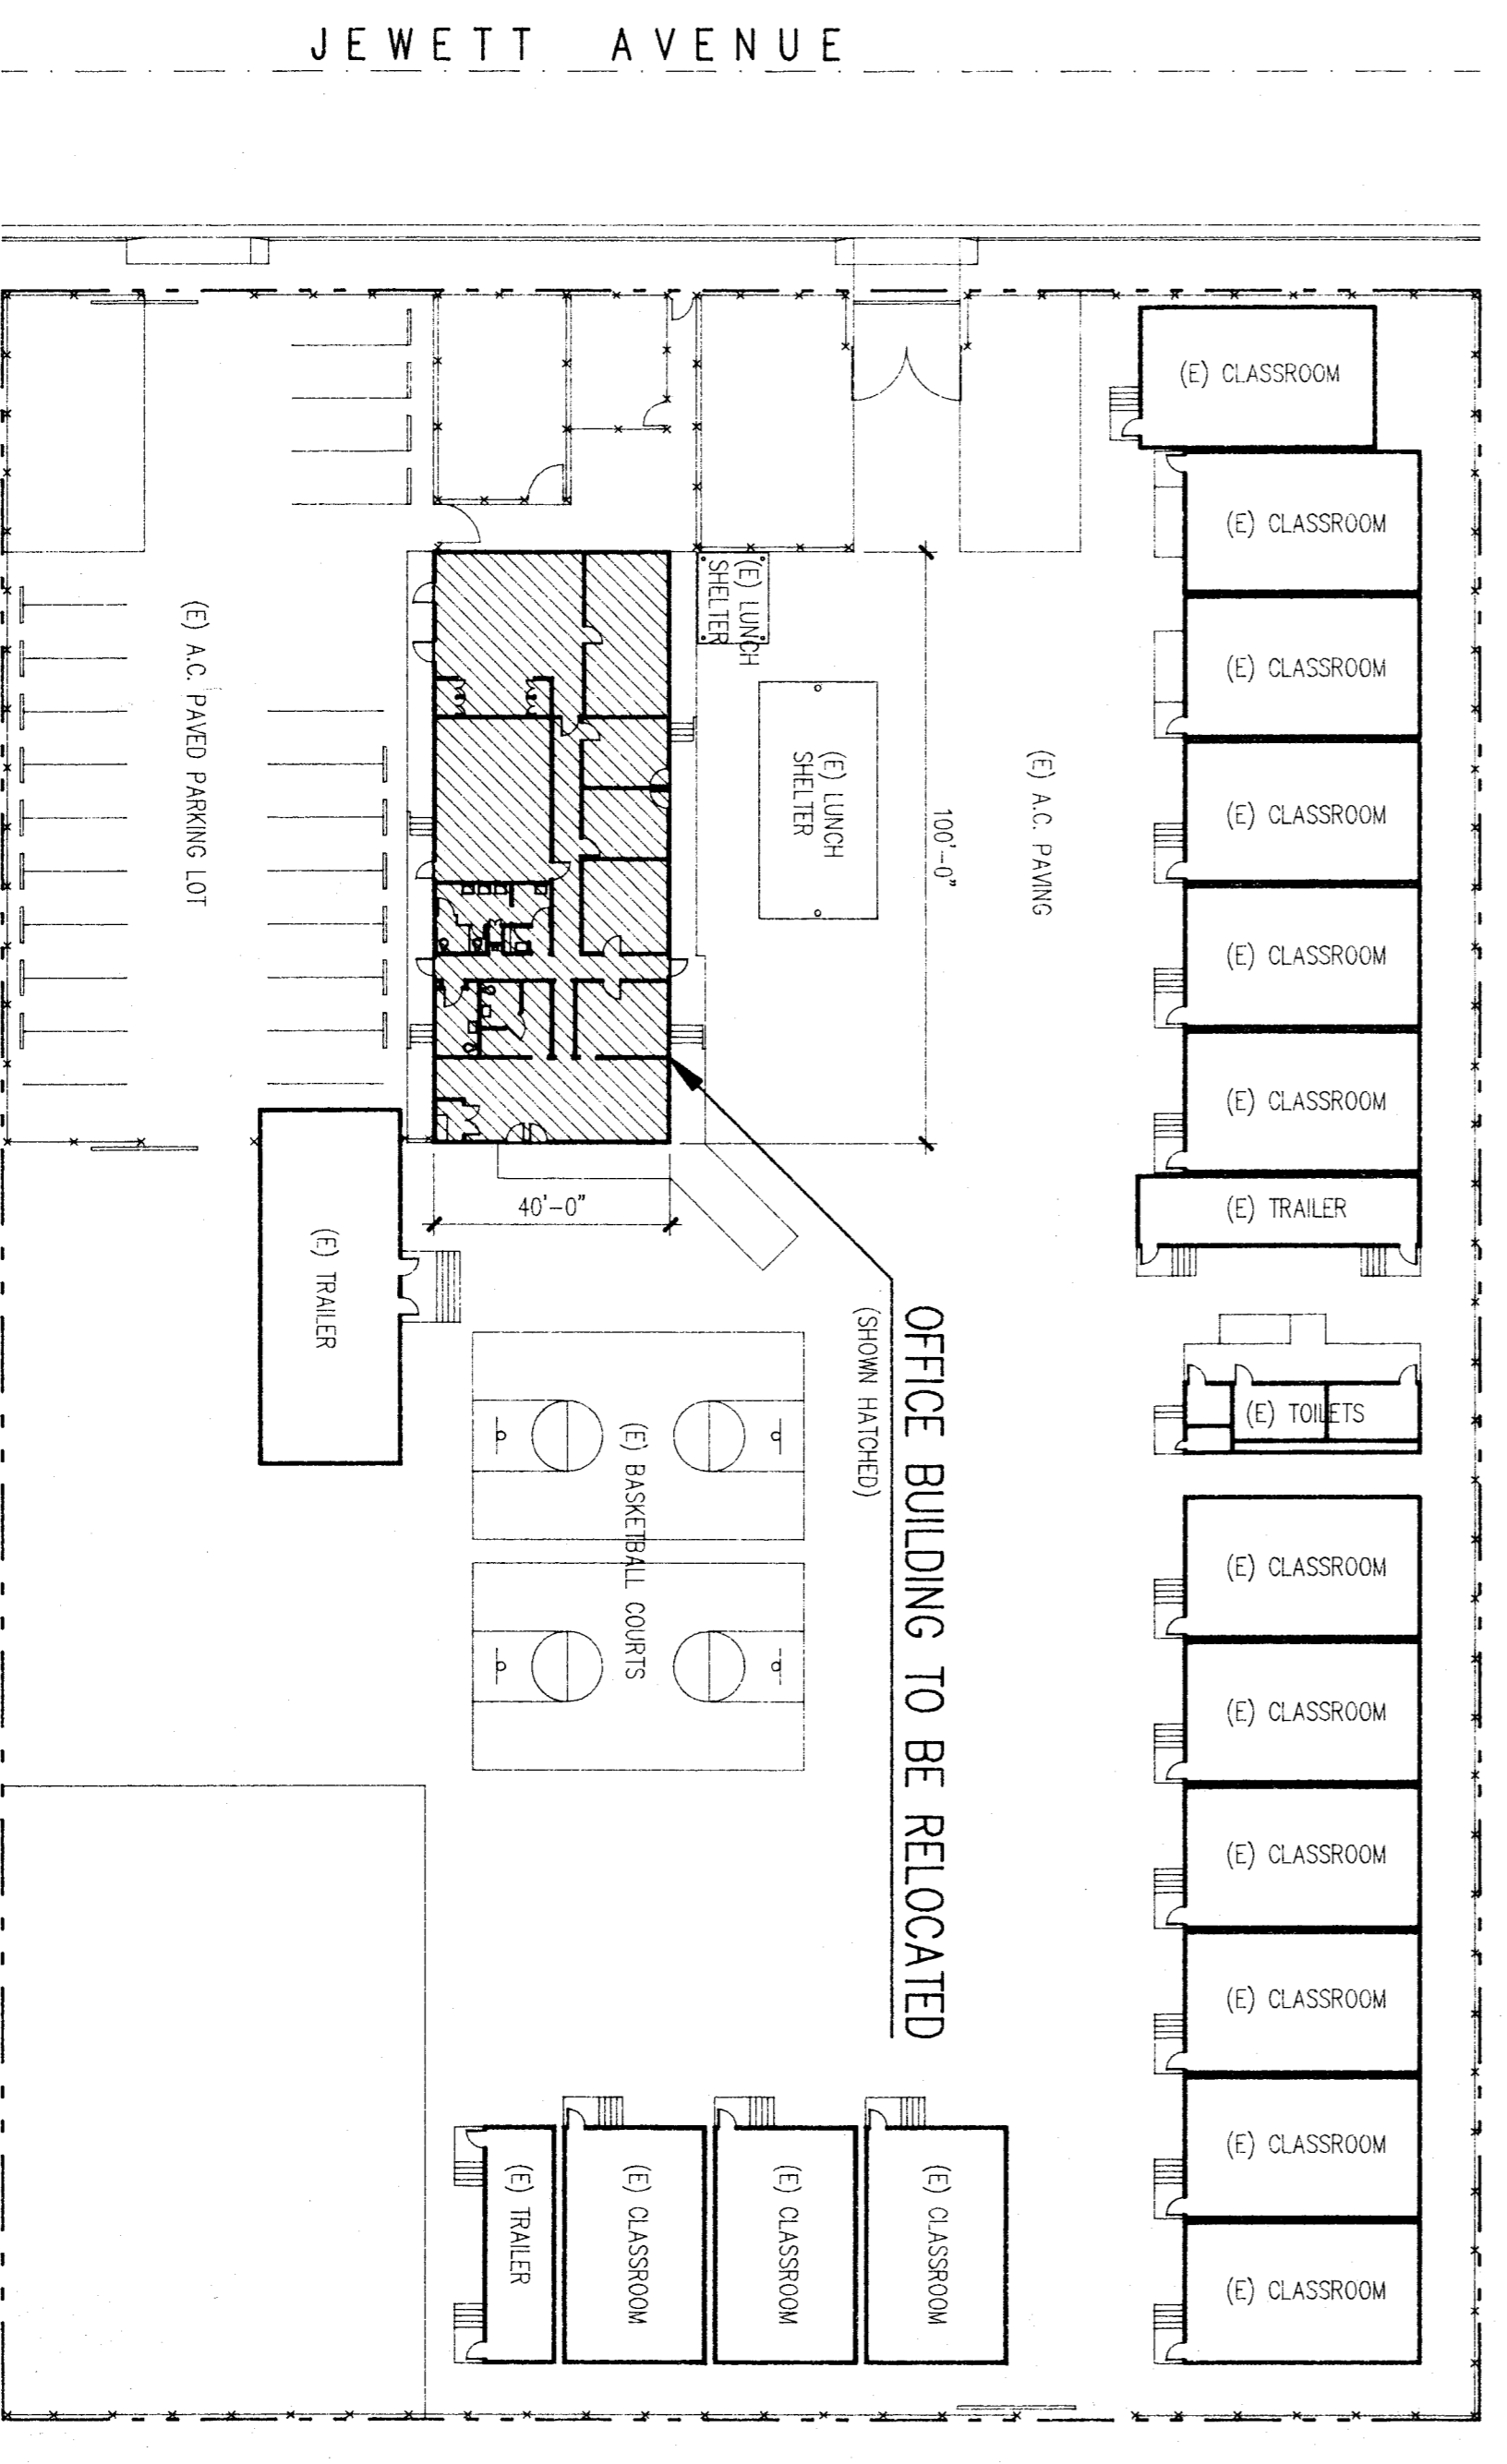 JEWETT AVENUE
(E) CLASSROOM
(E) CLASSROOM
(E) LUNCH
SHELTER
(E) A.C. PAVED PARKING LOT
(E) CLASSROOM
(E) LUNCH
SHELTER
100'-0"
(E) A.C. PAVING
(E) CLASSROOM
(E) CLASSROOM
(E) CLASSROOM
40'-0"
(E) TRAILER
(E) TRAILER
OFFICE BUILDING TO BE RELOCATED
(SHOWN HATCHED)
(E) TOILETS
(E) BASKETBALL COURTS
(E) CLASSROOM
(E) CLASSROOM
(E) CLASSROOM
(E) CLASSROOM
(E) CLASSROOM
(E) CLASSROOM
(E) TRAILER
(E) CLASSROOM
(E) CLASSROOM
(E) CLASSROOM